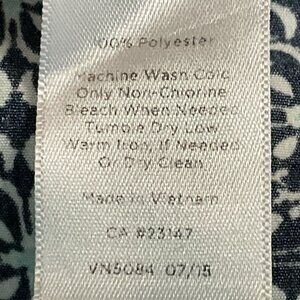 100% Polyester
Machine Wash Cold
Only Non-Chlorine
Bleach When Needed
Tumble Dry Low
Warm Iron, If Needed
Or Dry Clean
Made in Vietnam
CA #23147
VN5084 07/15